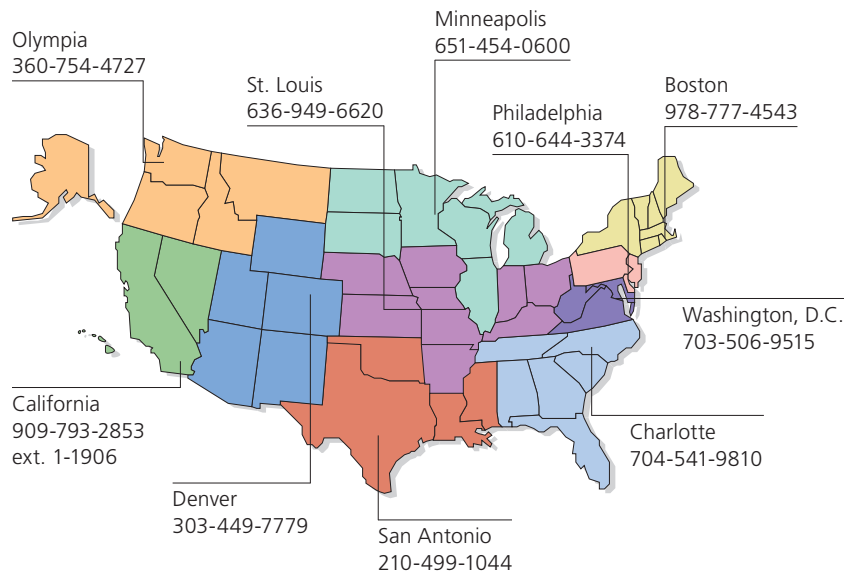 Minneapolis
651-454-0600
Olympia
360-754-4727
St. Louis
636-949-6620
Boston
978-777-4543
Philadelphia
610-644-3374
Washington, D.C.
703-506-9515
California
909-793-2853
ext. 1-1906
Charlotte
704-541-9810
Denver
303-449-7779
San Antonio
210-499-1044